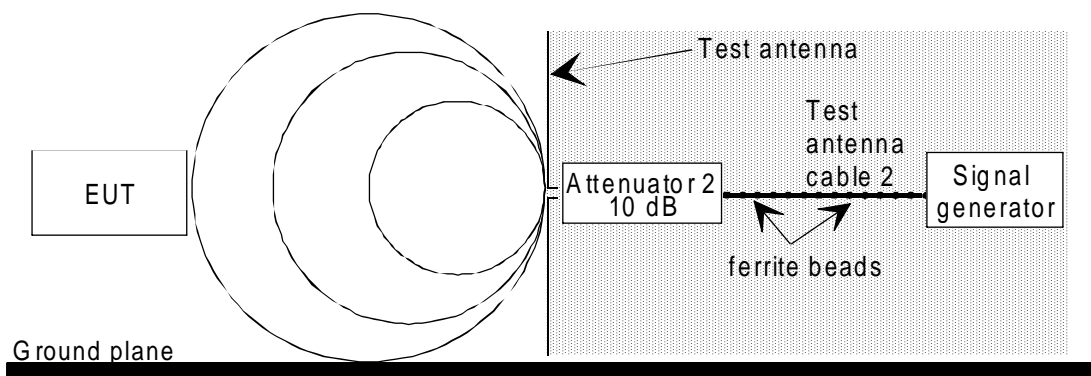 Test antenna
Test
antenna
cable 2
EUT
Attenuator 2
10 dB
Signal
generator
ferrite beads
Ground plane